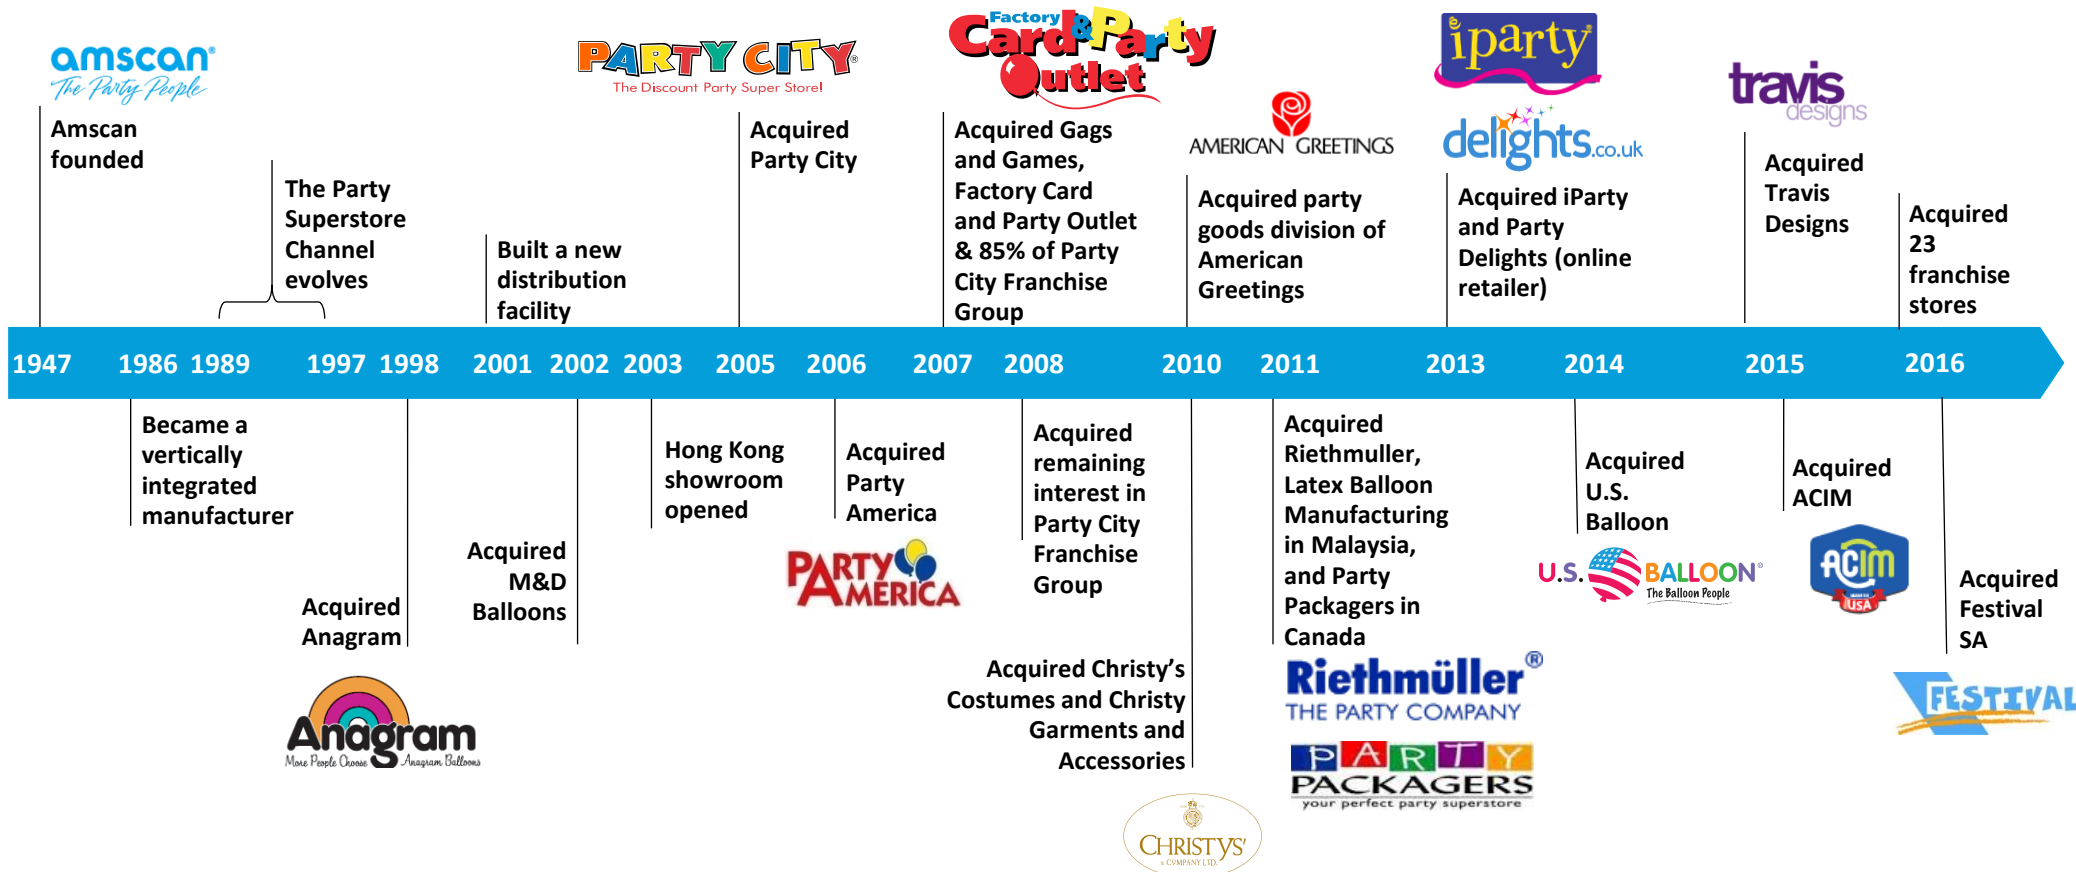 amscan®
The Party People
Amscan
founded
The Party
Superstore
Channel
evolves
Built a new
distribution
facility
PARTY CITY®
The Discount Party Super Store!
Acquired
Party City
Factory
Card & Party
Outlet
Acquired Gags
and Games,
Factory Card
and Party Outlet
& 85% of Party
City Franchise
Group
AMERICAN GREETINGS
Acquired party
goods division of
American
Greetings
iparty
delights.co.uk
Acquired iParty
and Party
Delights (online
retailer)
travis
designs
Acquired
Travis
Designs
Acquired
23
franchise
stores
1947 1986 1989 1997 1998 2001 2002 2003 2005 2006 2007 2008 2010 2011 2013 2014 2015 2016
Became a
vertically
integrated
manufacturer
Acquired
Anagram
Anagram
More People Choose Anagram Balloons
Acquired
M&D
Balloons
Hong Kong
showroom
opened
Acquired
Party
America
PARTY
AMERICA
Acquired
remaining
interest in
Party City
Franchise
Group
Acquired Christy’s
Costumes and Christy
Garments and
Accessories
CHRISTYS'
& COMPANY LTD.
Acquired
Riethmuller,
Latex Balloon
Manufacturing
in Malaysia,
and Party
Packagers in
Canada
Riethmüller®
THE PARTY COMPANY
PARTY
PACKAGERS
your perfect party superstore
Acquired
U.S.
Balloon
U.S. BALLOON®
The Balloon People
Acquired
ACIM
ACIM
USA
Acquired
Festival
SA
FESTIVAL